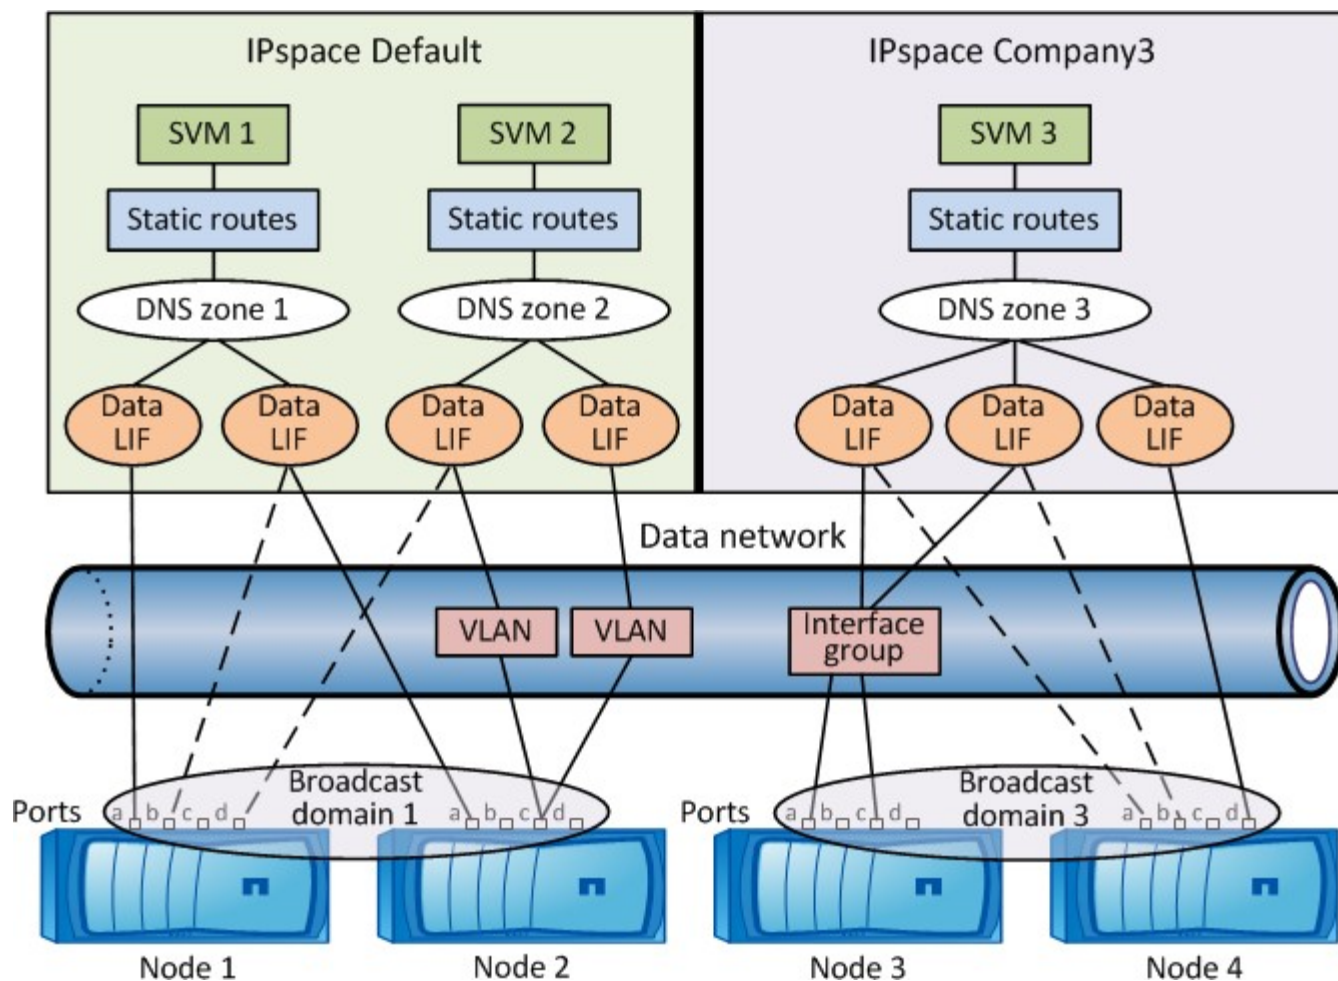 IPspace Default
IPspace Company3
SVM 1
SVM 2
SVM 3
Static routes
Static routes
Static routes
DNS zone 1
DNS zone 2
DNS zone 3
Data
LIF
Data
LIF
Data
LIF
Data
LIF
Data
LIF
Data
LIF
Data
LIF
Data network
VLAN
VLAN
Interface
group
Ports
a b c d
Broadcast
domain 1
a b c d
Ports
a b c d
Broadcast
domain 3
a b c d
Node 1
Node 2
Node 3
Node 4